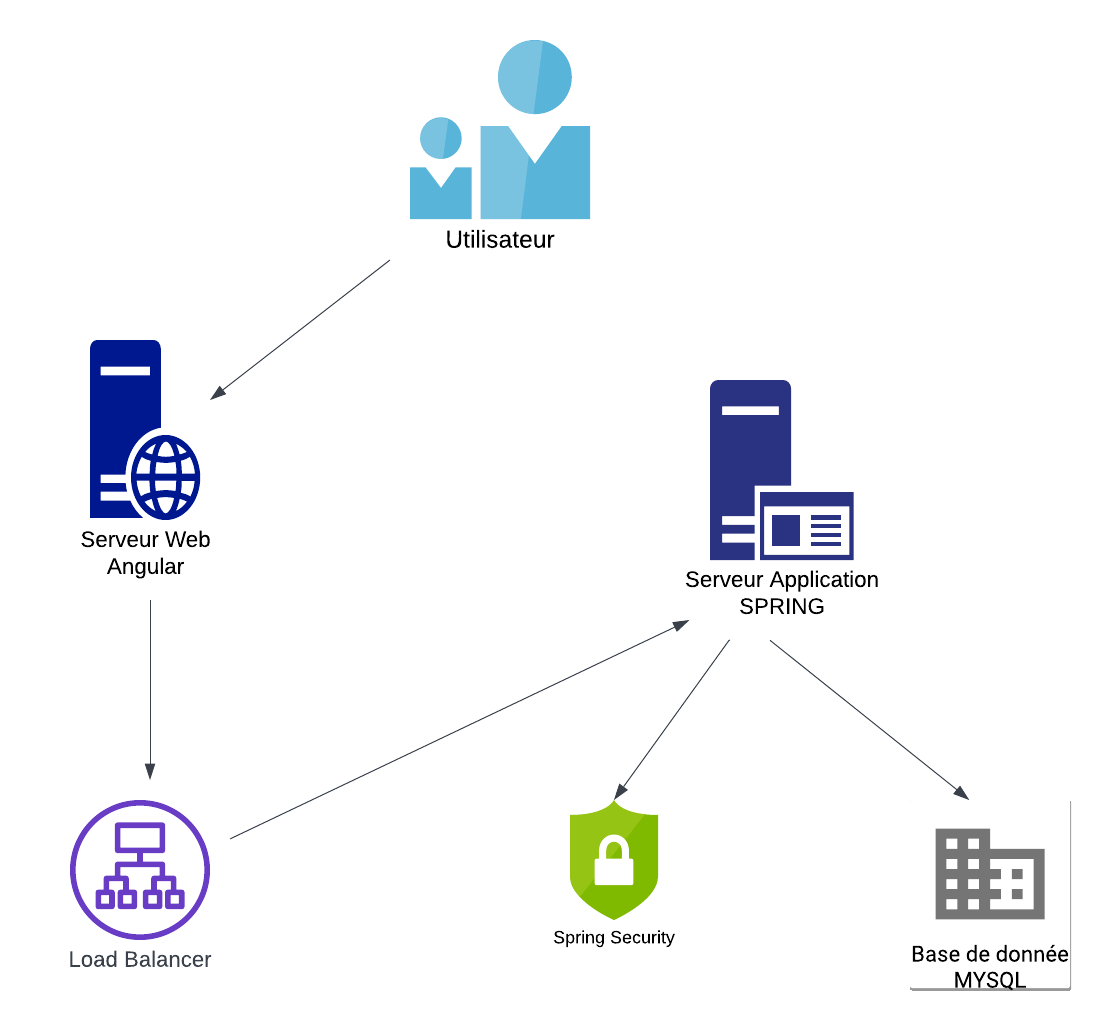 Utilisateur
Serveur Web
Angular
Serveur Application
SPRING
Load Balancer
Spring Security
Base de donnée
MYSQL